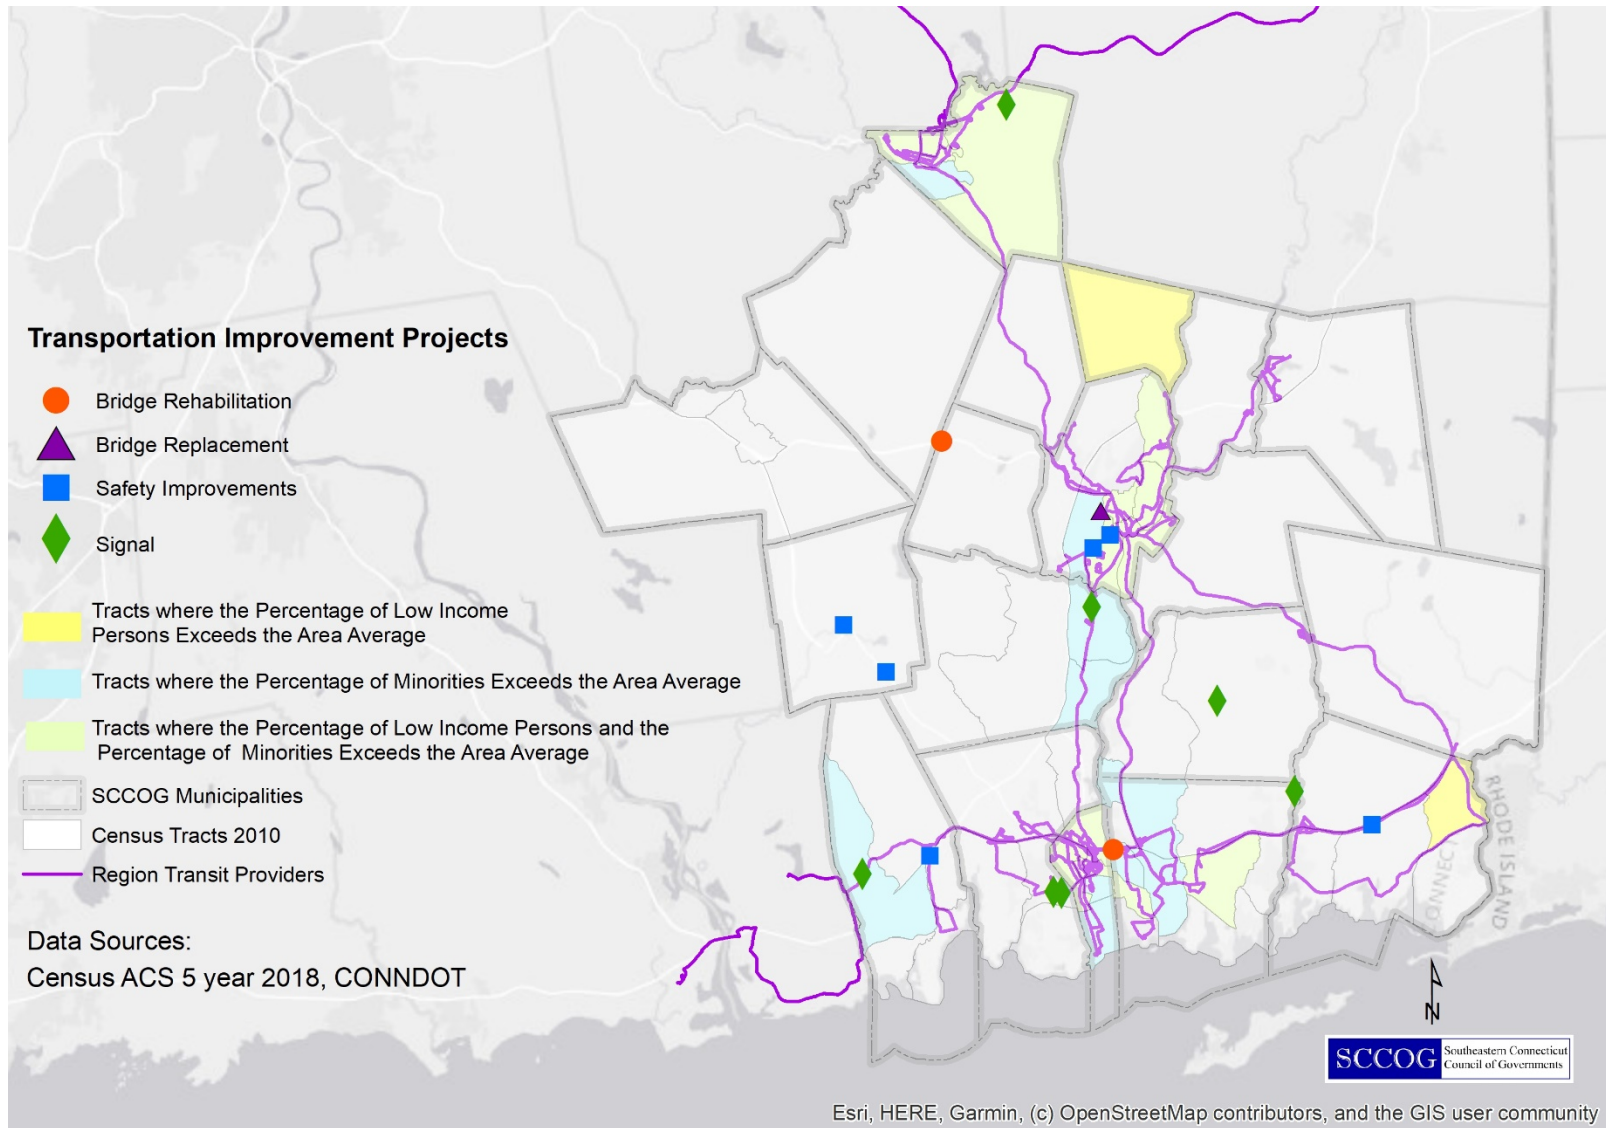 Transportation Improvement Projects
Bridge Rehabilitation
Bridge Replacement
Safety Improvements
Signal
Tracts where the Percentage of Low Income
Persons Exceeds the Area Average
Tracts where the Percentage of Minorities Exceeds the Area Average
Tracts where the Percentage of Low Income Persons and the
Percentage of Minorities Exceeds the Area Average
SCCOG Municipalities
Census Tracts 2010
Region Transit Providers
Data Sources:
Census ACS 5 year 2018, CONNDOT
RHODE ISLAND
ONNECT
N
SCCOG
Southeastern Connecticut
Council of Governments
Esri, HERE, Garmin, (c) OpenStreetMap contributors, and the GIS user community